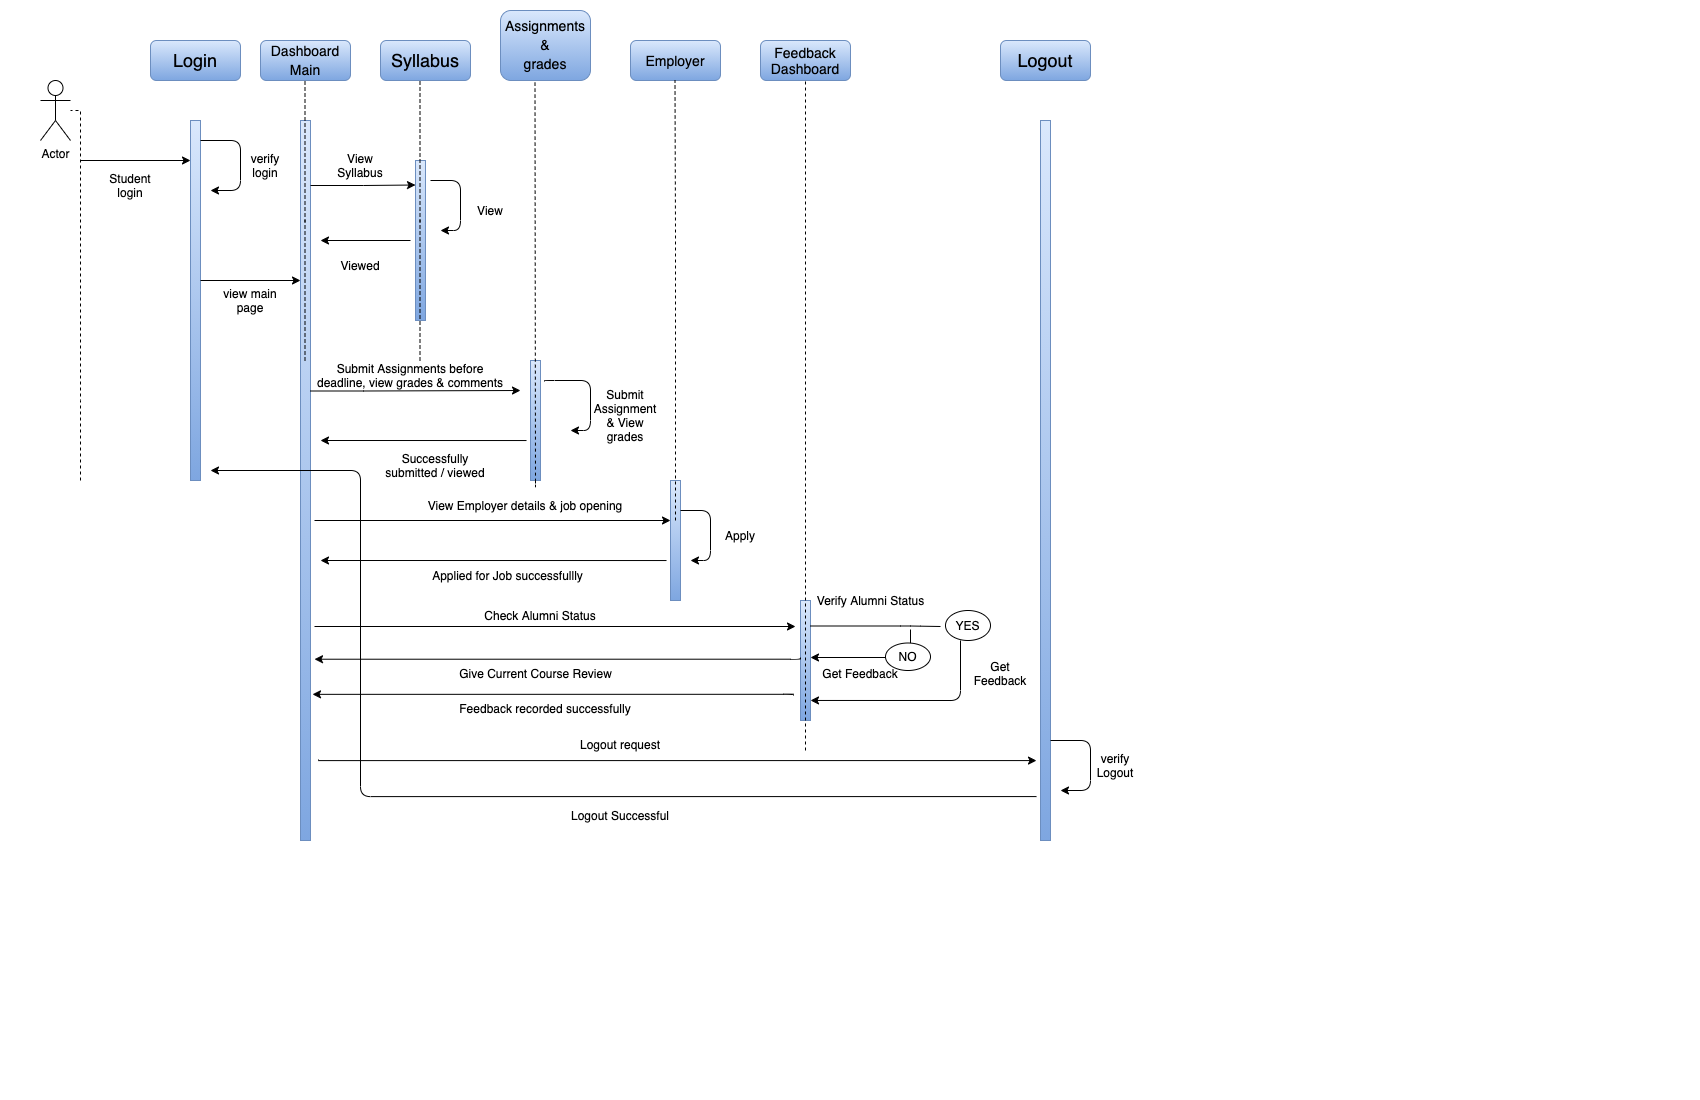 Assignments
&
grades
Login
Dashboard
Main
Syllabus
Employer
Feedback
Dashboard
Logout
Actor
Student
login
verify
login
View
Syllabus
View
Viewed
view main
page
Submit Assignments before
deadline, view grades & comments
Submit
Assignment
& View
grades
Successfully
submitted / viewed
View Employer details & job opening
Apply
Applied for Job successfullly
Verify Alumni Status
Check Alumni Status
YES
NO
Give Current Course Review
Get Feedback
Get
Feedback
Feedback recorded successfully
Logout request
verify
Logout
Logout Successful